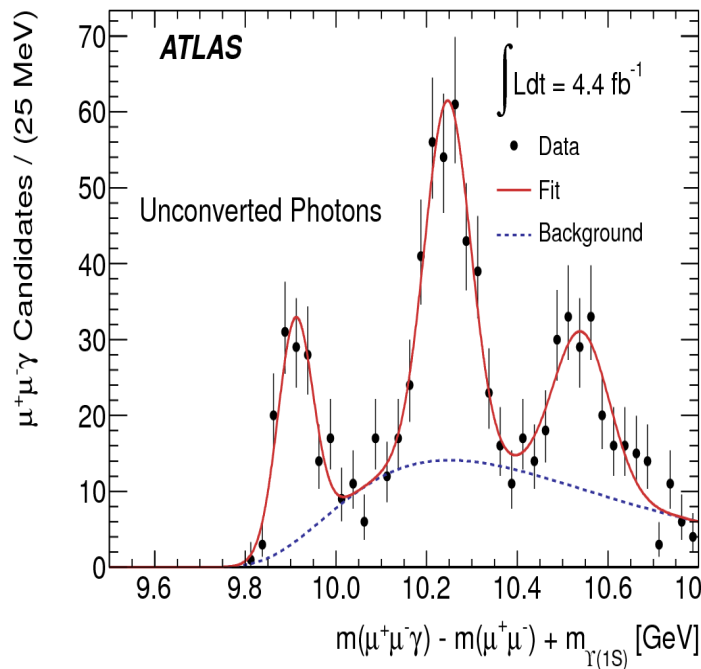 ATLAS
∫ Ldt = 4.4 fb⁻¹
Data
Fit
Background
Unconverted Photons
μ⁺μ⁻γ Candidates / (25 MeV)
70
60
50
40
30
20
10
0
9.6 9.8 10.0 10.2 10.4 10.6 10
m(μ⁺μ⁻γ) - m(μ⁺μ⁻) + m_Υ(1S) [GeV]